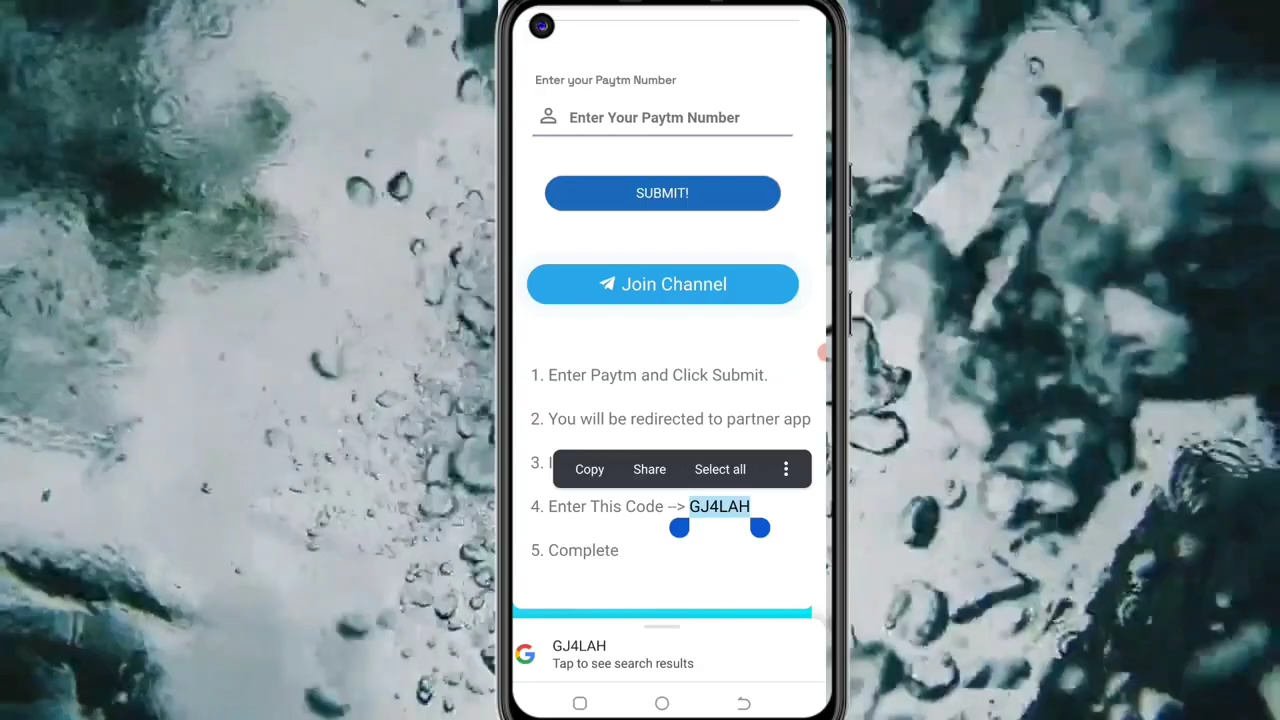 Enter your Paytm Number
Enter Your Paytm Number
SUBMIT!
Join Channel
1. Enter Paytm and Click Submit.
2. You will be redirected to partner app
3.
Copy Share Select all
4. Enter This Code --> GJ4LAH
5. Complete
GJ4LAH
Tap to see search results